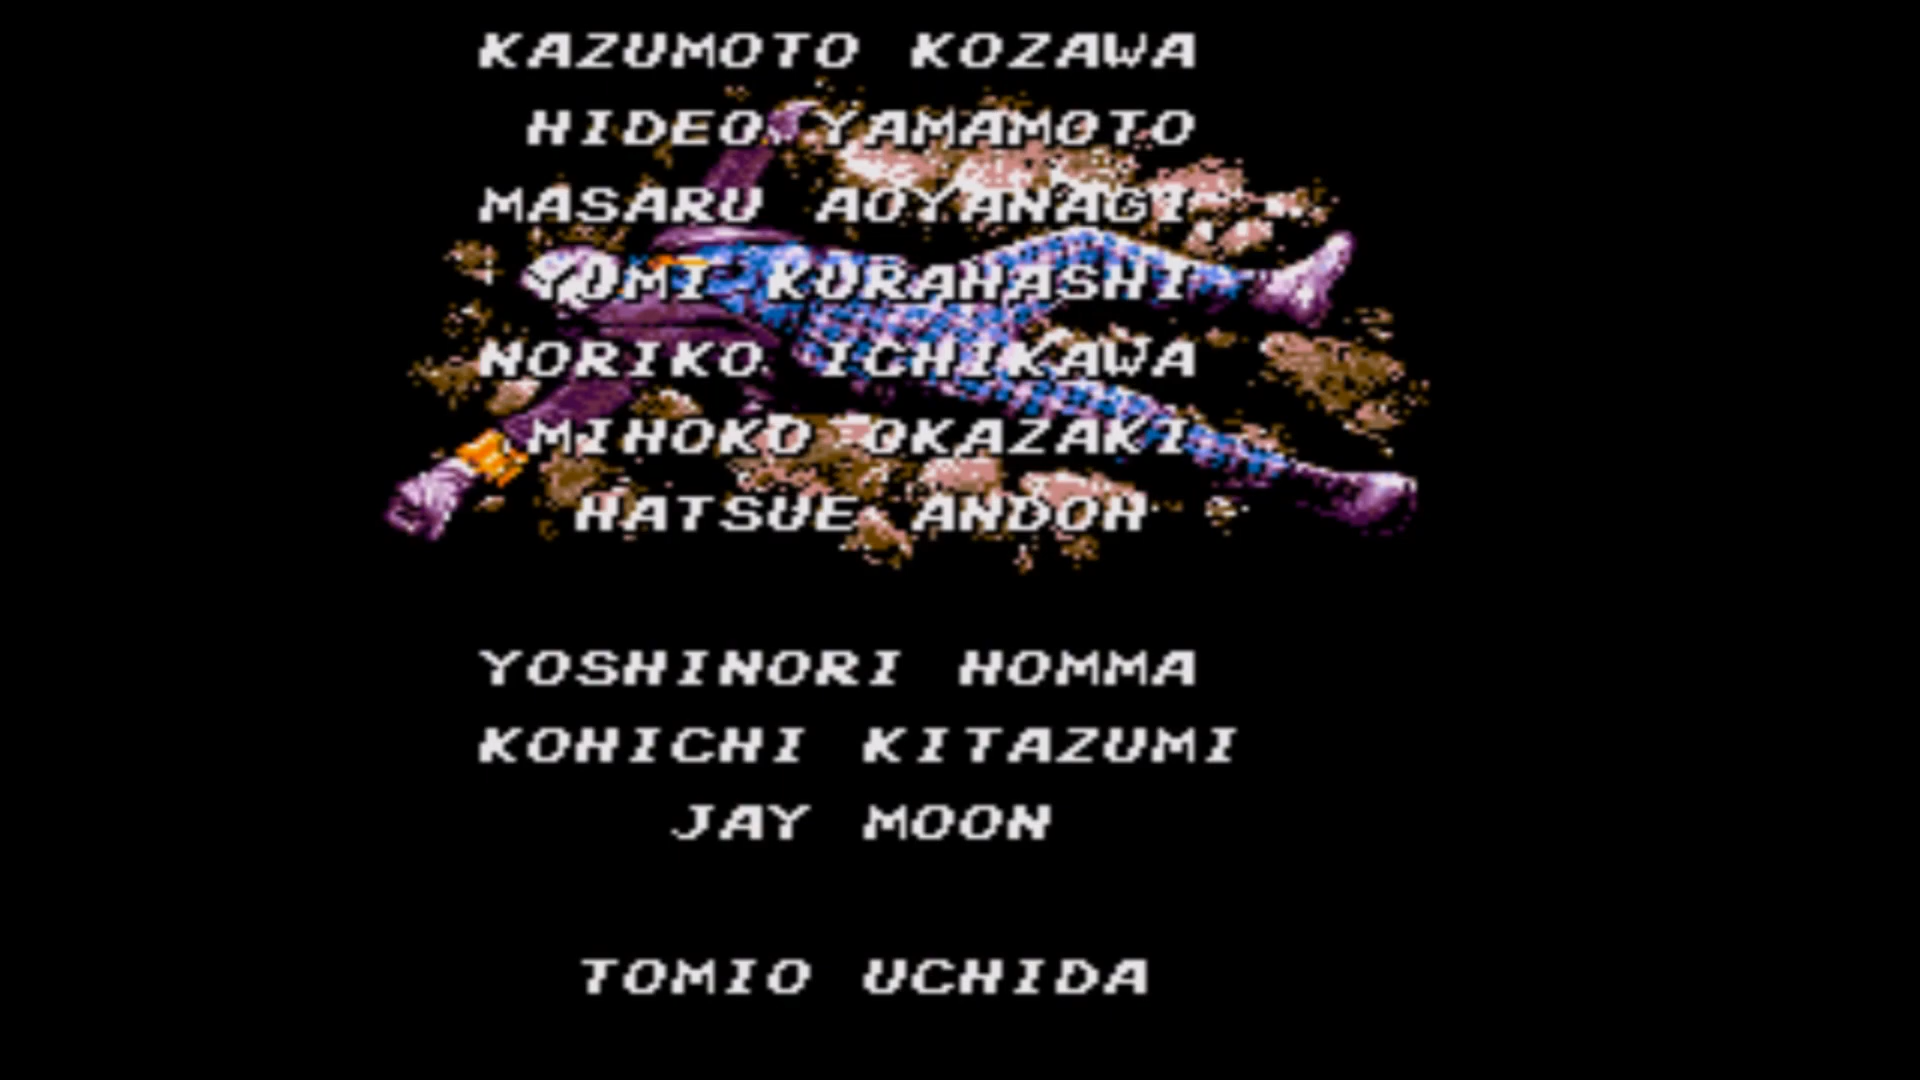 KAZUMOTO KOZAWA
HIDEO YAMAMOTO
MASARU AOYANAGI
YUMI KURAHASHI
NORIKO ICHIKAWA
MIHOKO OKAZAKI
HATSUE ANDOH
YOSHINORI HOMMA
KOHICHI KITAZUMI
JAY MOON
TOMIO UCHIDA